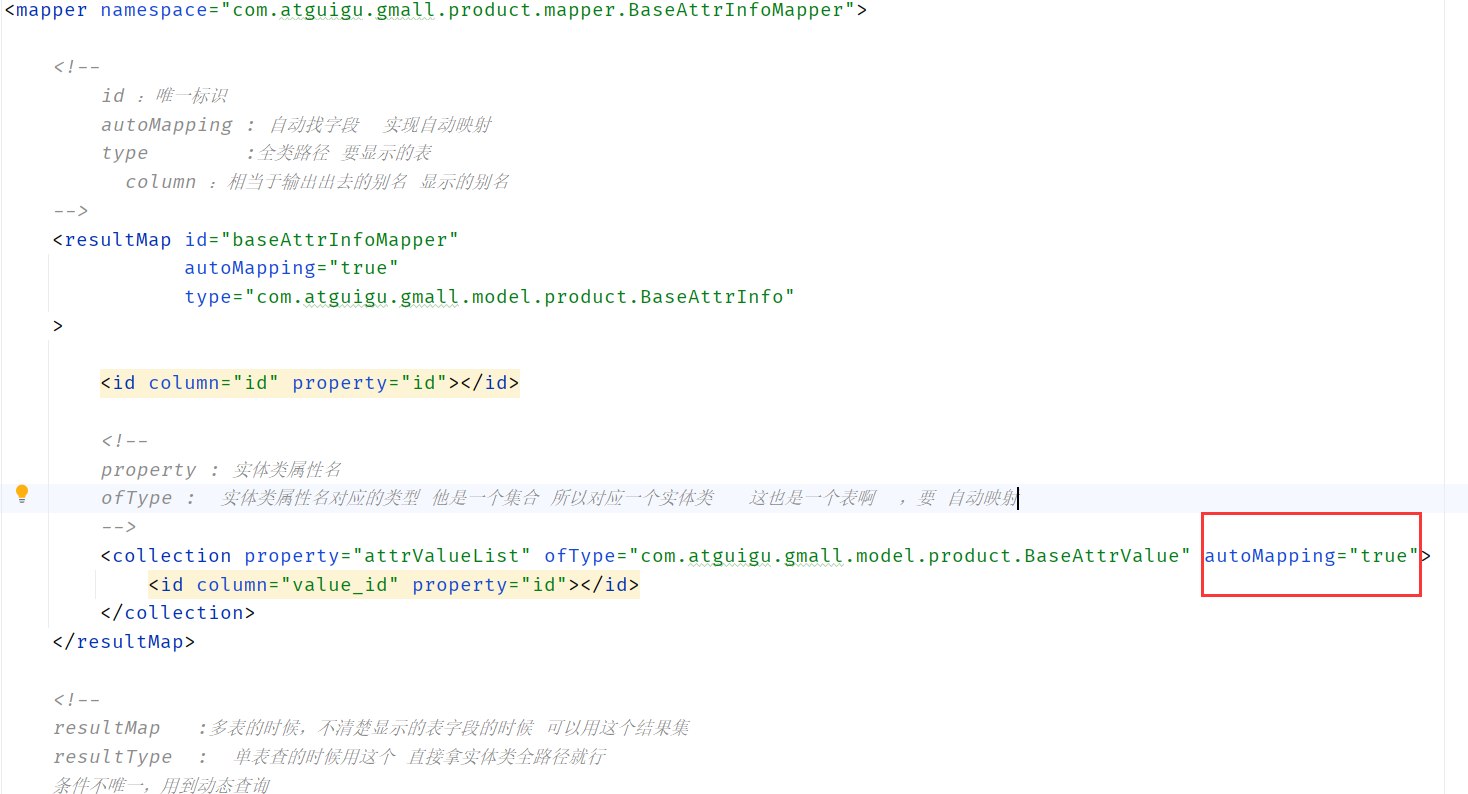 <mapper namespace="com.atguigu.gmall.product.mapper.BaseAttrInfoMapper">
<!--
id ：唯一标识
autoMapping : 自动找字段 实现自动映射
type :全类路径 要显示的表
column ：相当于输出出去的别名 显示的别名
-->
<resultMap id="baseAttrInfoMapper"
autoMapping="true"
type="com.atguigu.gmall.model.product.BaseAttrInfo"
>
<id column="id" property="id"></id>
<!--
property : 实体类属性名
ofType : 实体类属性名对应的类型 他是一个集合 所以对应一个实体类 这也是一个表啊 ，要 自动映射
-->
<collection property="attrValueList" ofType="com.atguigu.gmall.model.product.BaseAttrValue" autoMapping="true">
<id column="value_id" property="id"></id>
</collection>
</resultMap>
<!--
resultMap :多表的时候，不清楚显示的表字段的时候 可以用这个结果集
resultType : 单表查的时候用这个 直接拿实体类全路径就行
条件不唯一，用到动态查询